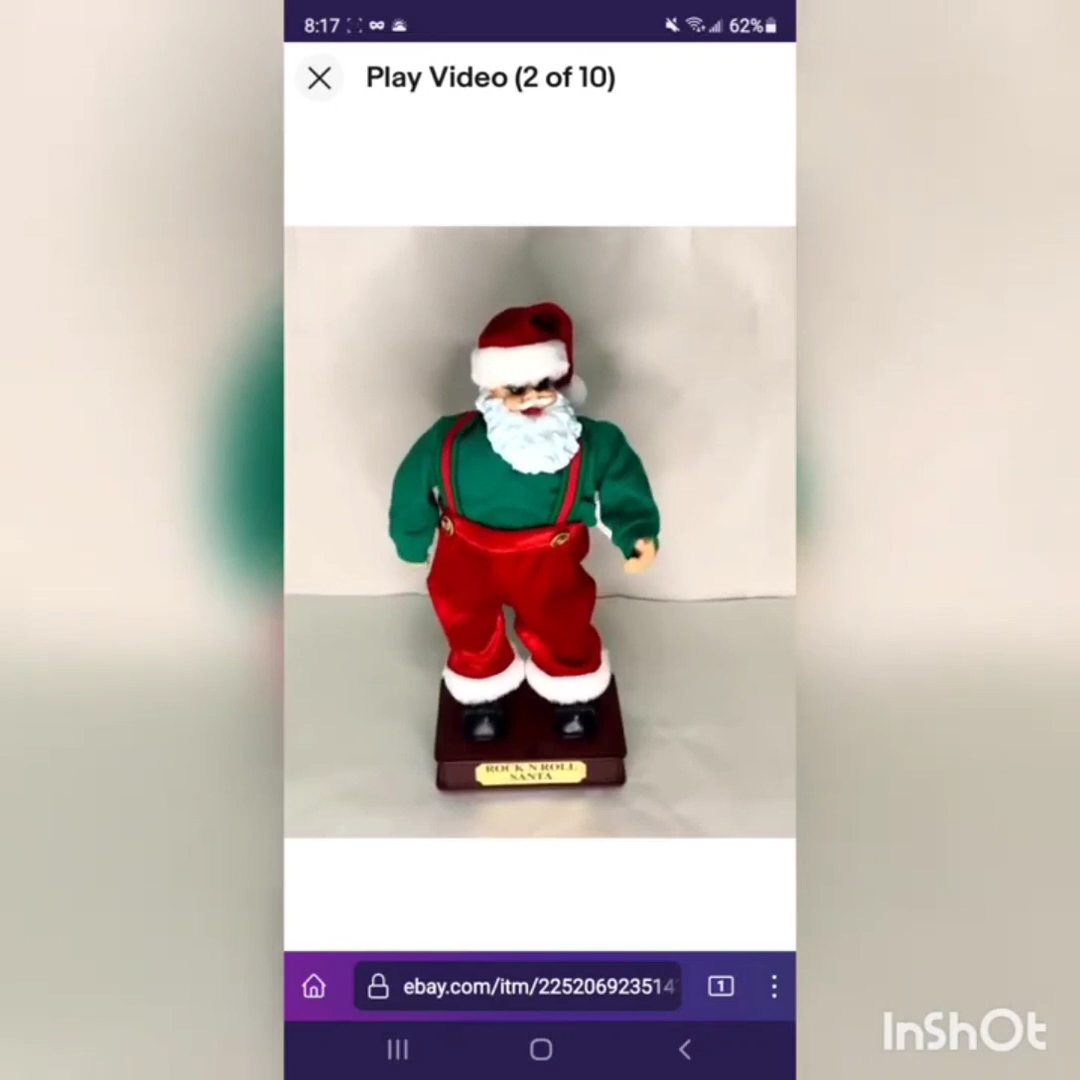 8:17
62%
Play Video (2 of 10)
ROCK N ROLL
SANTA
ebay.com/itm/225206923514
1
InShOt